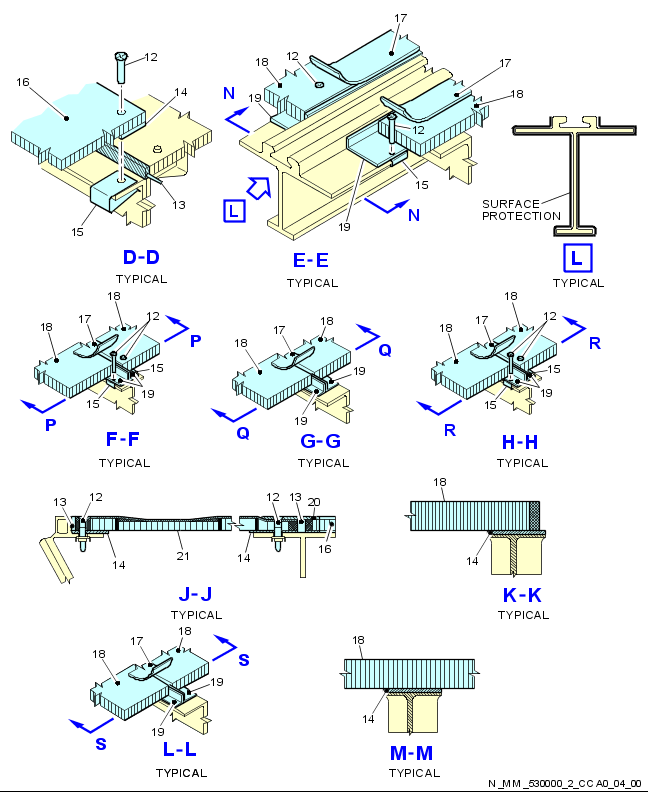 12
16
14
13
15
D-D
TYPICAL
17
12
18
17
18
19
N
12
15
19
L
N
E-E
TYPICAL
SURFACE
PROTECTION
L
TYPICAL
18
12
17
18
P
15
15
19
P
F-F
TYPICAL
18
17
18
Q
19
19
Q
G-G
TYPICAL
18
12
17
18
R
15
15
19
R
H-H
TYPICAL
13
12
12
13
20
14
21
14
16
J-J
TYPICAL
18
14
K-K
TYPICAL
18
17
18
S
19
19
S
L-L
TYPICAL
18
14
M-M
TYPICAL
N_MM_530000_2_CCA0_04_00